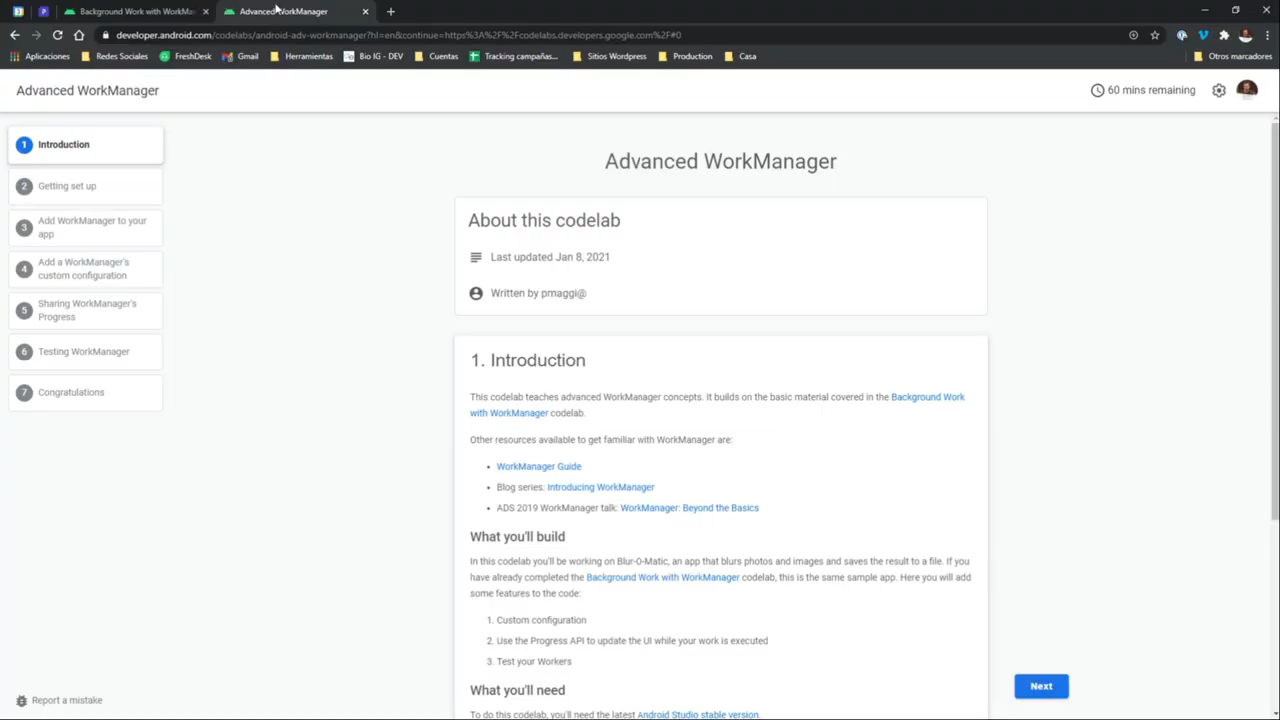 Background Work with WorkMa
Advanced WorkManager
developer.android.com/codelabs/android-adv-workmanager?hl=en&continue=https%3A%2F%2Fcodelabs.developers.google.com%2F#0
Aplicaciones
Redes Sociales
FreshDesk
Gmail
Herramientas
Bio IG - DEV
Cuentas
Tracking campañas...
Sitios Wordpress
Production
Casa
Otros marcadores
Advanced WorkManager
60 mins remaining
1 Introduction
2 Getting set up
3 Add WorkManager to your
app
4 Add a WorkManager's
custom configuration
5 Sharing WorkManager's
Progress
6 Testing WorkManager
7 Congratulations
Report a mistake
Advanced WorkManager
About this codelab
Last updated Jan 8, 2021
Written by pmaggi@
1. Introduction
This codelab teaches advanced WorkManager concepts. It builds on the basic material covered in the Background Work
with WorkManager codelab.
Other resources available to get familiar with WorkManager are:
• WorkManager Guide
• Blog series: Introducing WorkManager
• ADS 2019 WorkManager talk: WorkManager: Beyond the Basics
What you'll build
In this codelab you'll be working on Blur-O-Matic, an app that blurs photos and images and saves the result to a file. If you
have already completed the Background Work with WorkManager codelab, this is the same sample app. Here you will add
some features to the code:
1. Custom configuration
2. Use the Progress API to update the UI while your work is executed
3. Test your Workers
What you'll need
To do this codelab, you'll need the latest Android Studio stable version.
Next